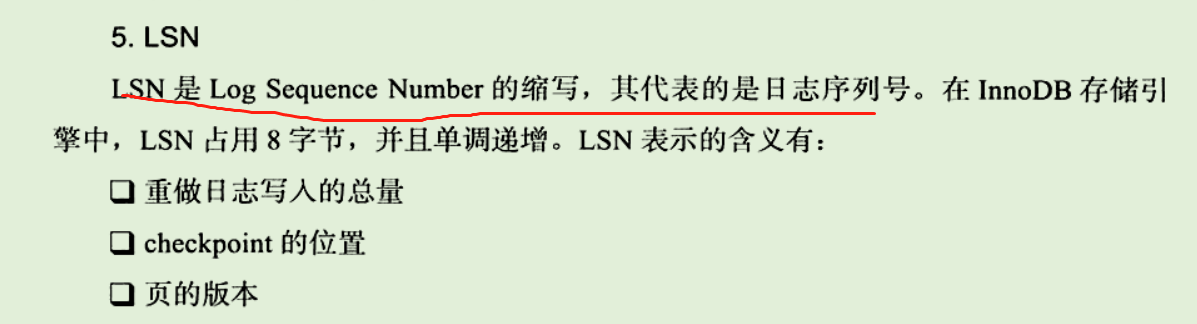 5. LSN
LSN 是 Log Sequence Number 的缩写，其代表的是日志序列号。在 InnoDB 存储引
擎中，LSN 占用 8 字节，并且单调递增。LSN 表示的含义有：
❑ 重做日志写入的总量
❑ checkpoint 的位置
❑ 页的版本